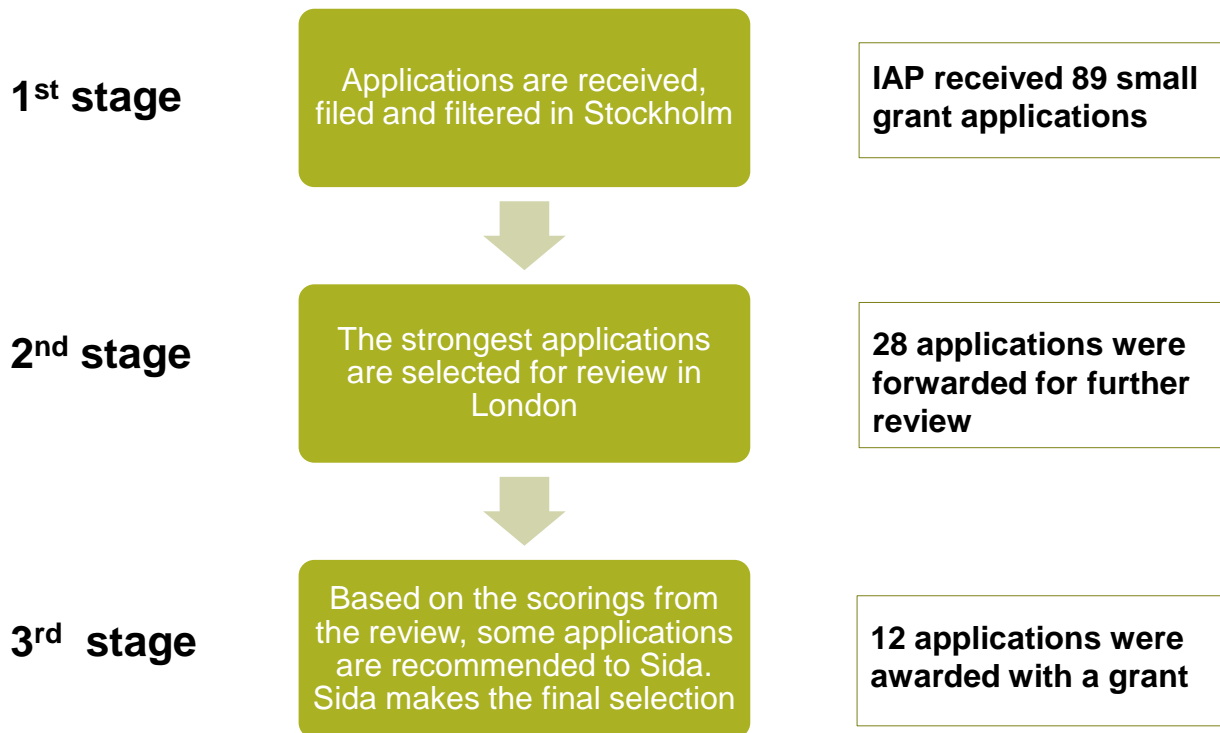 1st stage
Applications are received,
filed and filtered in Stockholm
IAP received 89 small
grant applications
2nd stage
The strongest applications
are selected for review in
London
28 applications were
forwarded for further
review
3rd stage
Based on the scorings from
the review, some applications
are recommended to Sida.
Sida makes the final selection
12 applications were
awarded with a grant